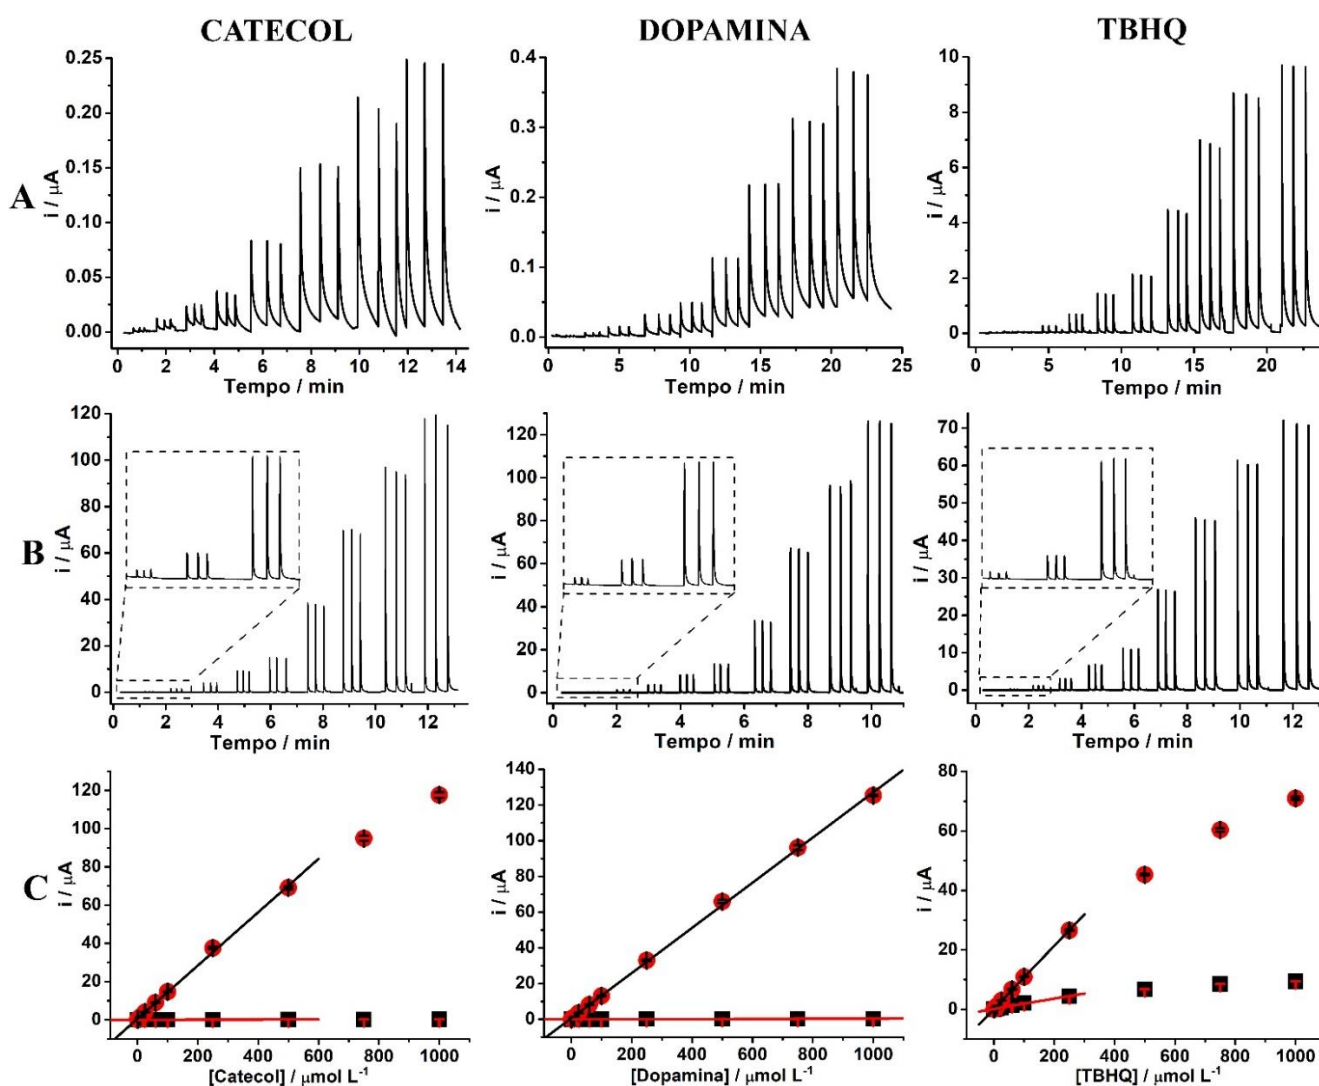 CATECOL DOPAMINA TBHQ
A
i / μA
0.25
0.20
0.15
0.10
0.05
0.00
0 2 4 6 8 10 12 14
Tempo / min
i / μA
0.4
0.3
0.2
0.1
0.0
0 5 10 15 20 25
Tempo / min
i / μA
10
8
6
4
2
0
0 5 10 15 20
Tempo / min
B
i / μA
120
100
80
60
40
20
0
0 2 4 6 8 10 12
Tempo / min
i / μA
120
100
80
60
40
20
0
0 2 4 6 8 10
Tempo / min
i / μA
70
60
50
40
30
20
10
0
0 2 4 6 8 10 12
Tempo / min
C
i / μA
120
100
80
60
40
20
0
0 200 400 600 800 1000
[Catecol] / μmol L⁻¹
i / μA
140
120
100
80
60
40
20
0
0 200 400 600 800 1000
[Dopamina] / μmol L⁻¹
i / μA
80
60
40
20
0
0 200 400 600 800 1000
[TBHQ] / μmol L⁻¹